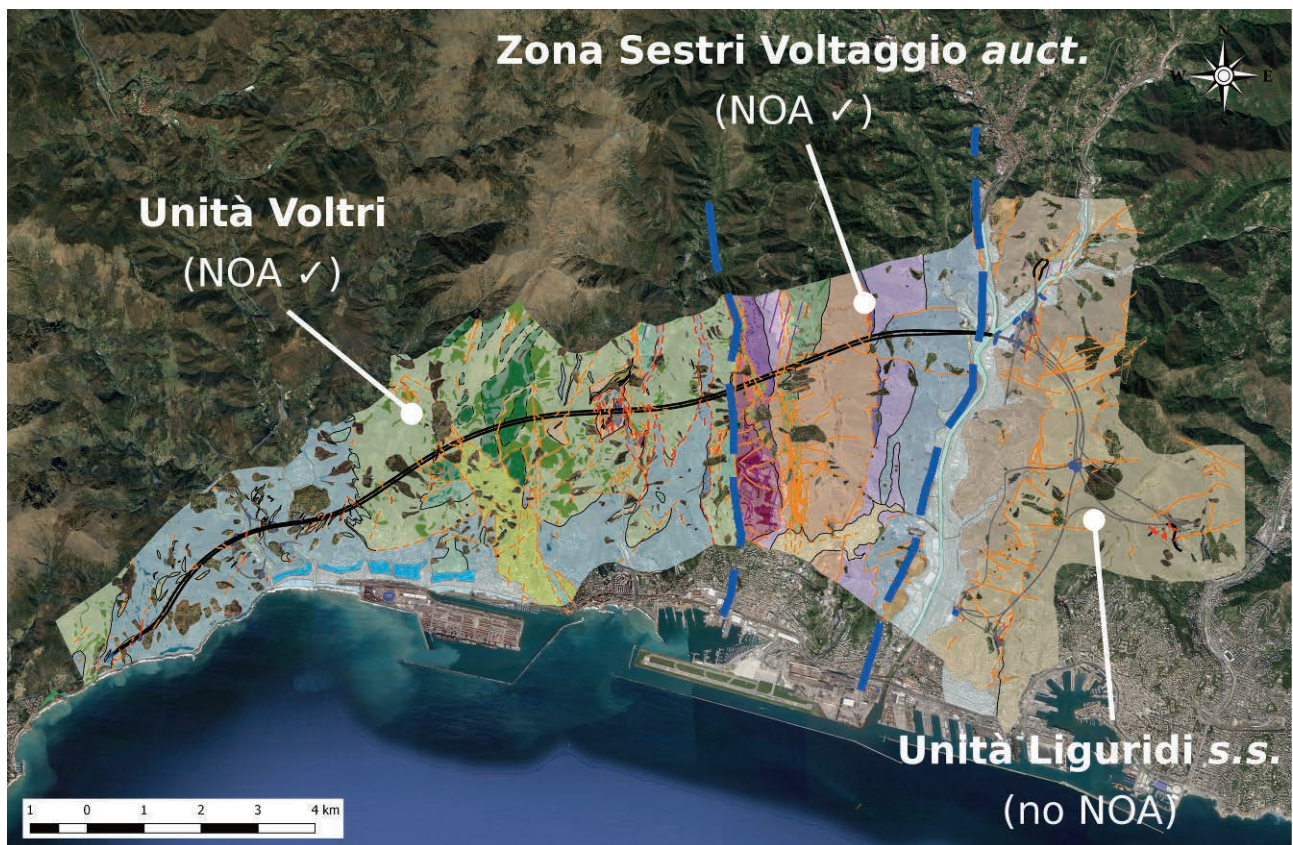 Zona Sestri Voltaggio auct.
(NOA ✓)
N
W E
S
Unità Voltri
(NOA ✓)
Unità Liguridi s.s.
(no NOA)
1 0 1 2 3 4 km